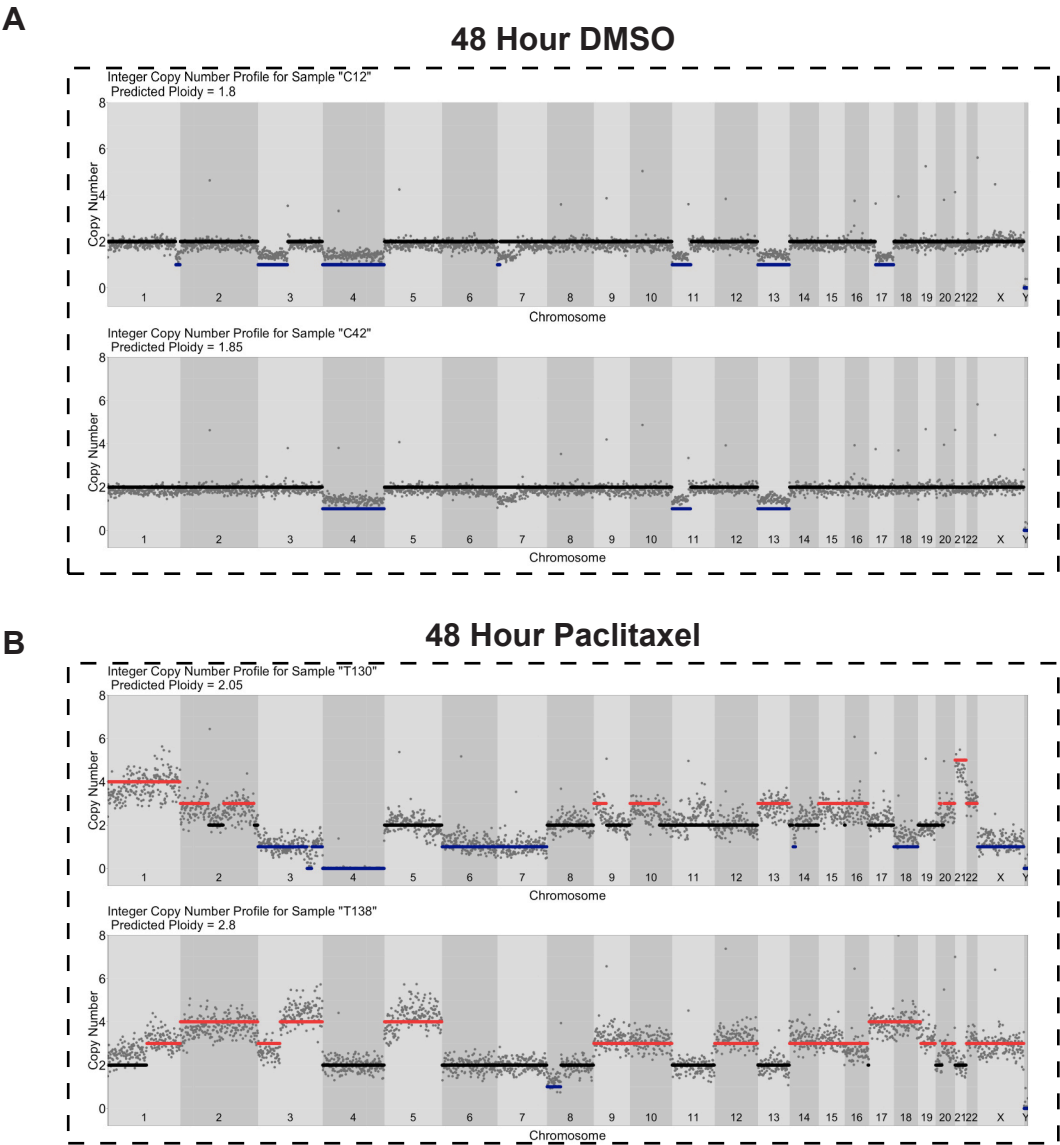 A
48 Hour DMSO
Integer Copy Number Profile for Sample "C12"
Predicted Ploidy = 1.8
8
6
4
2
0
Copy Number
1 2 3 4 5 6 7 8 9 10 11 12 13 14 15 16 17 18 19 20 21 22 X Y
Chromosome
Integer Copy Number Profile for Sample "C42"
Predicted Ploidy = 1.85
8
6
4
2
0
Copy Number
1 2 3 4 5 6 7 8 9 10 11 12 13 14 15 16 17 18 19 20 21 22 X Y
Chromosome
B
48 Hour Paclitaxel
Integer Copy Number Profile for Sample "T130"
Predicted Ploidy = 2.05
8
6
4
2
0
Copy Number
1 2 3 4 5 6 7 8 9 10 11 12 13 14 15 16 17 18 19 20 21 22 X Y
Chromosome
Integer Copy Number Profile for Sample "T138"
Predicted Ploidy = 2.8
8
6
4
2
0
Copy Number
1 2 3 4 5 6 7 8 9 10 11 12 13 14 15 16 17 18 19 20 21 22 X Y
Chromosome